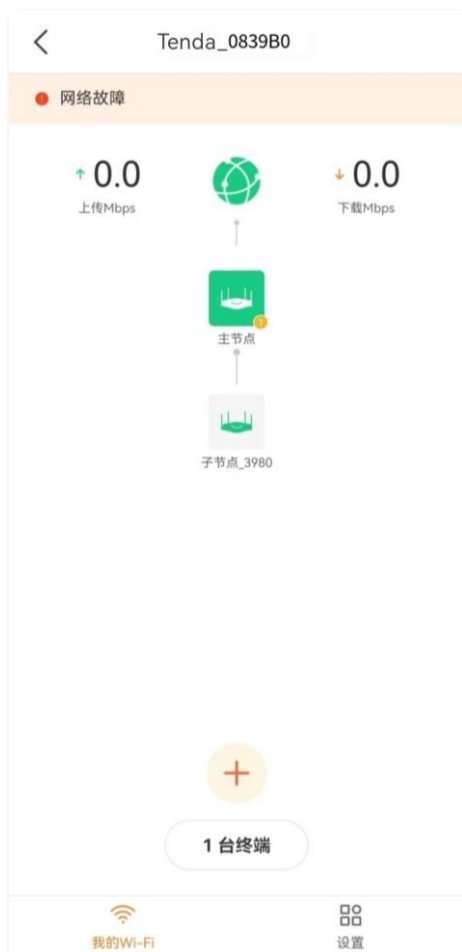 Tenda_0839B0
网络故障
0.0
0.0
上传Mbps
下载Mbps
1
主节点
子节点_3980
1 台终端
我的Wi-Fi
设置